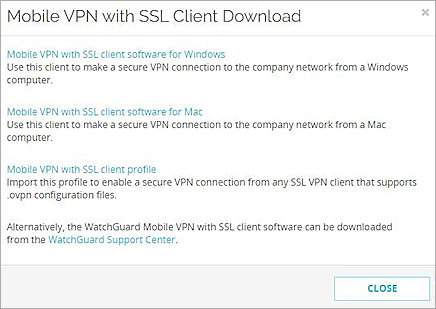 Mobile VPN with SSL Client Download
×
Mobile VPN with SSL client software for Windows
Use this client to make a secure VPN connection to the company network from a Windows
computer.
Mobile VPN with SSL client software for Mac
Use this client to make a secure VPN connection to the company network from a Mac
computer.
Mobile VPN with SSL client profile
Import this profile to enable a secure VPN connection from any SSL VPN client that supports
.ovpn configuration files.
Alternatively, the WatchGuard Mobile VPN with SSL client software can be downloaded
from the WatchGuard Support Center.
CLOSE